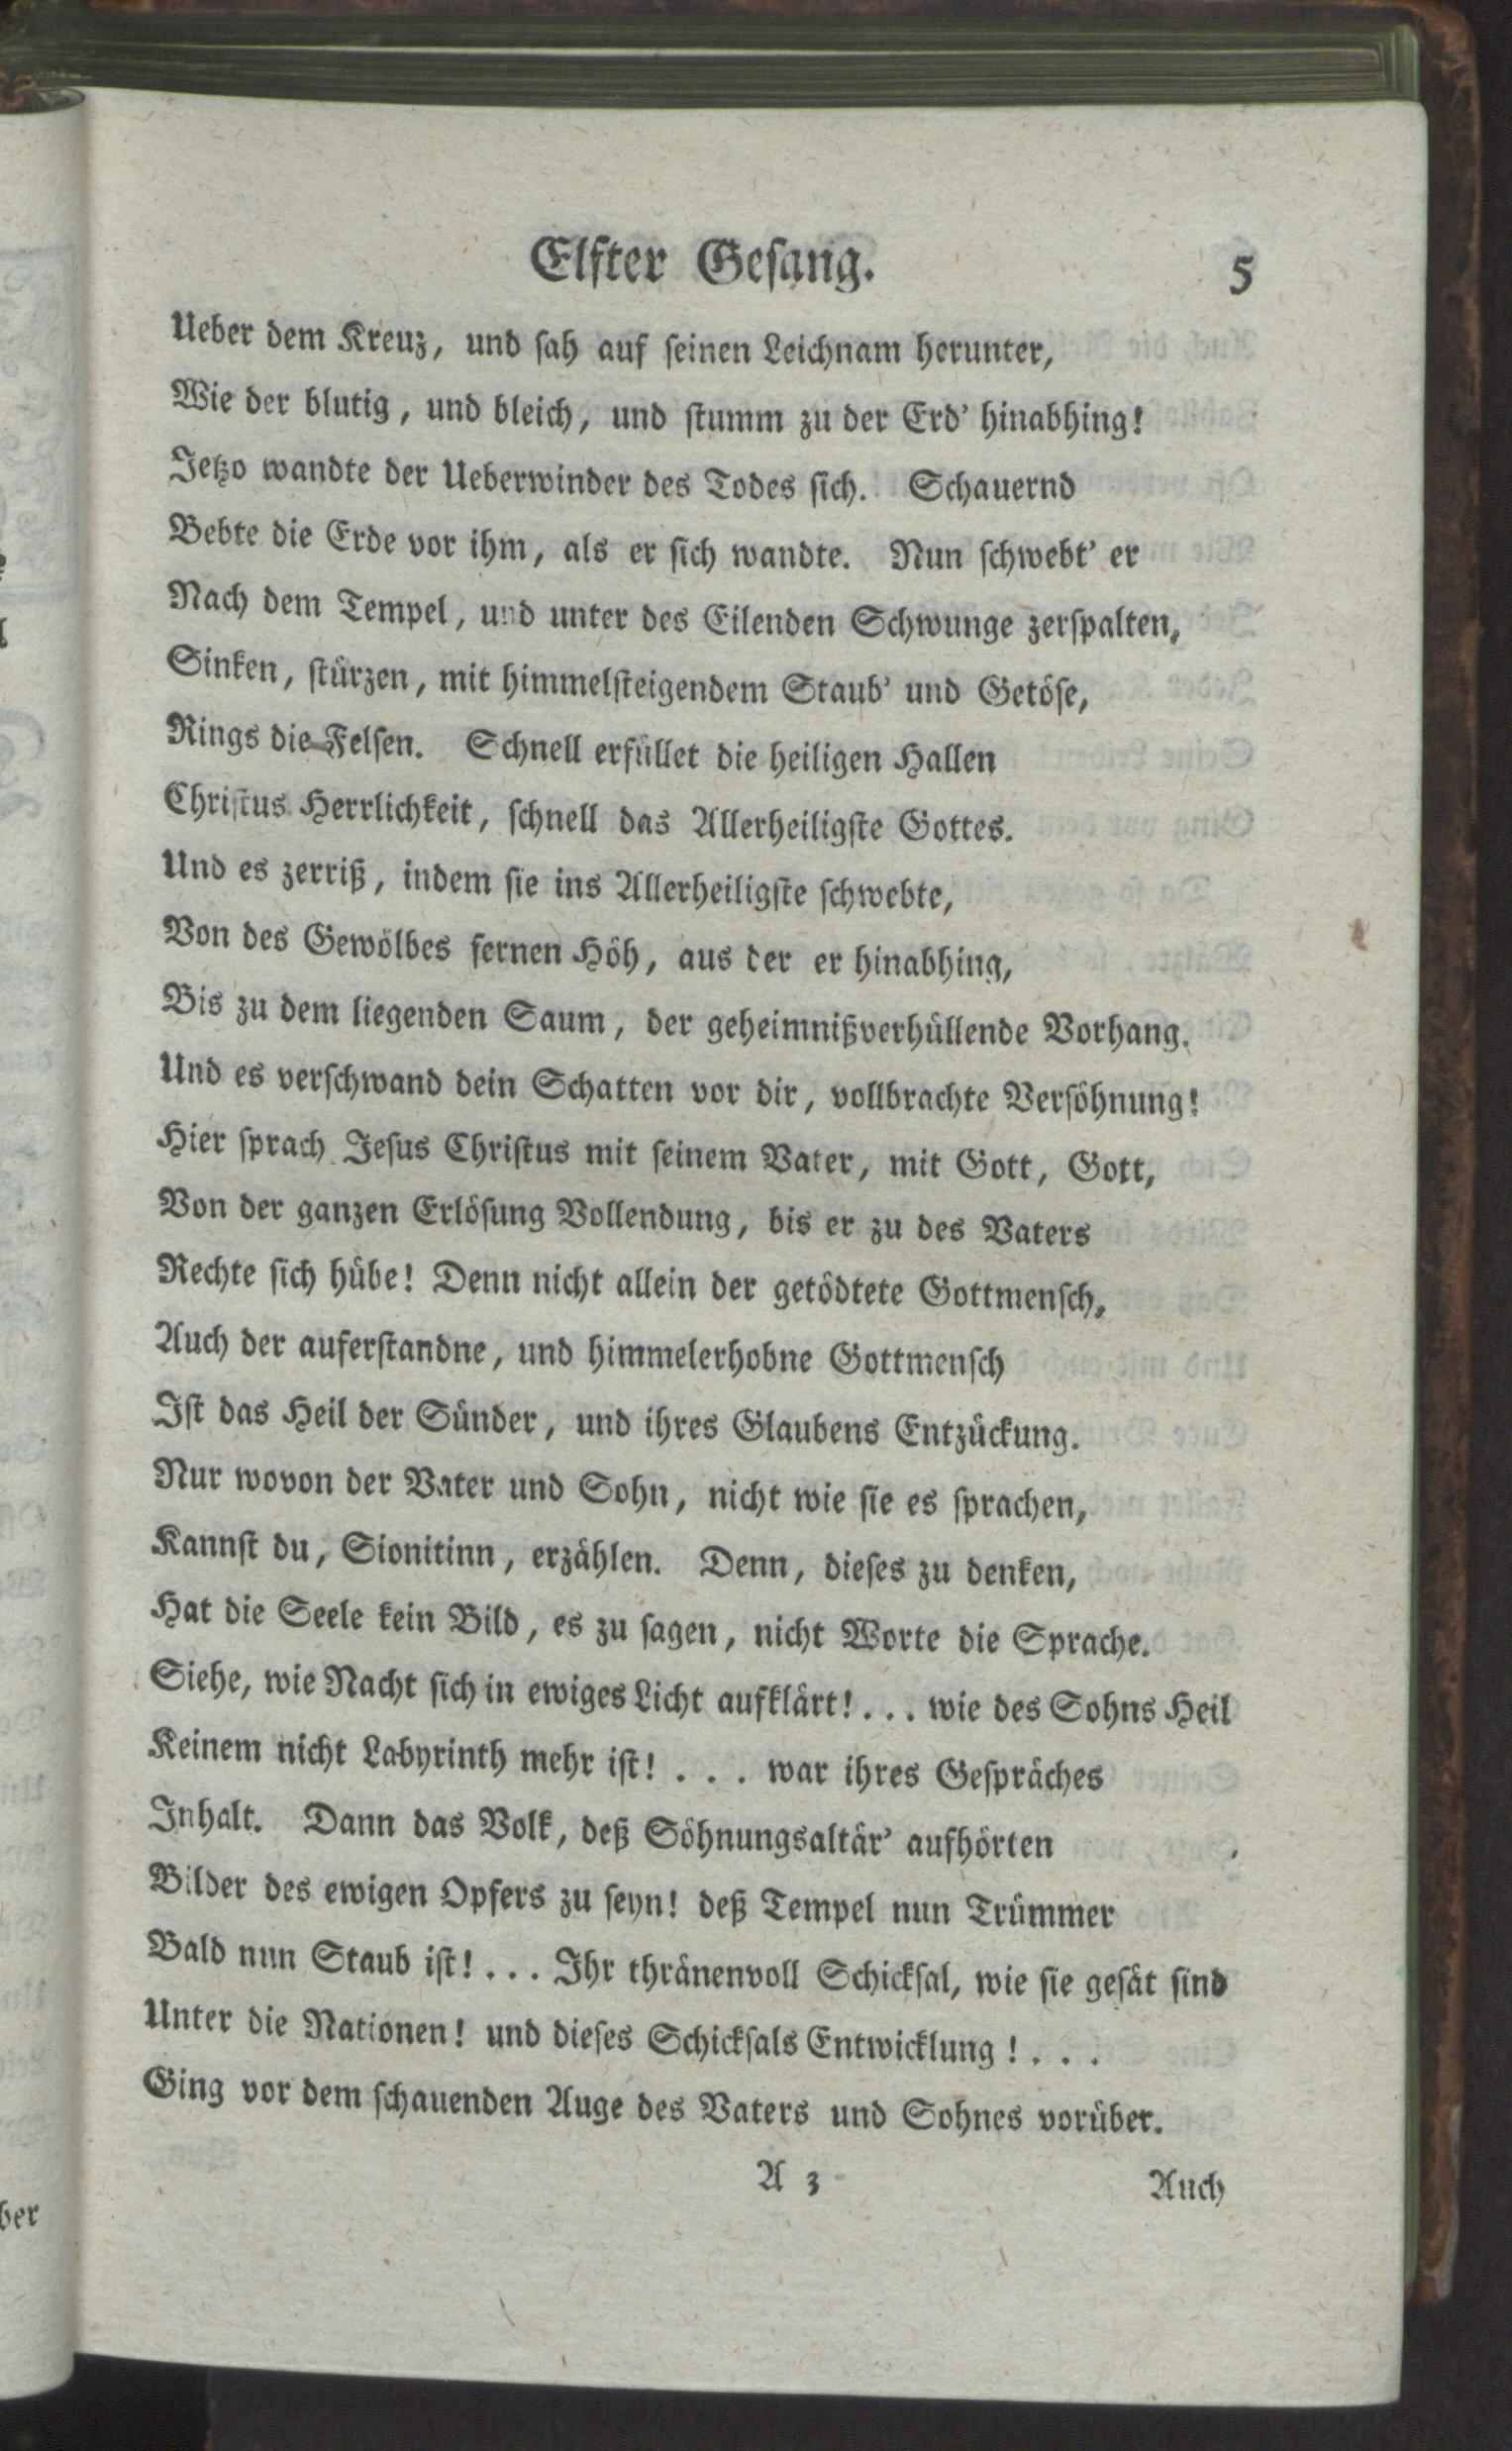 Elfter Gesang. 5
Ueber dem Kreuz, und sah auf seinen Leichnam herunter,
Wie der blutig, und bleich, und stumm zu der Erd' hinabhing!
Jetzo wandte der Ueberwinder des Todes sich. Schauernd
Bebte die Erde vor ihm, als er sich wandte. Nun schwebt' er
Nach dem Tempel, und unter des Eilenden Schwunge zerspalten,
Sinken, stürzen, mit himmelsteigendem Staub' und Getöse,
Rings die Felsen. Schnell erfüllet die heiligen Hallen
Christus Herrlichkeit, schnell das Allerheiligste Gottes.
Und es zerriß, indem sie ins Allerheiligste schwebte,
Von des Gewölbes fernen Höh, aus der er hinabhing,
Bis zu dem liegenden Saum, der geheimnißverhüllende Vorhang.
Und es verschwand dein Schatten vor dir, vollbrachte Versöhnung!
Hier sprach Jesus Christus mit seinem Vater, mit Gott, Gott,
Von der ganzen Erlösung Vollendung, bis er zu des Vaters
Rechte sich hübe! Denn nicht allein der getödtete Gottmensch,
Auch der auferstandne, und himmelerhobne Gottmensch
Ist das Heil der Sünder, und ihres Glaubens Entzückung.
Nur wovon der Vater und Sohn, nicht wie sie es sprachen,
Kannst du, Sionitinn, erzählen. Denn, dieses zu denken,
Hat die Seele kein Bild, es zu sagen, nicht Worte die Sprache.
Siehe, wie Nacht sich in ewiges Licht aufklärt! . . . wie des Sohns Heil
Keinem nicht Labyrinth mehr ist! . . . war ihres Gespräches
Inhalt. Dann das Volk, deß Söhnungsaltär' aufhörten
Bilder des ewigen Opfers zu seyn! deß Tempel nun Trümmer
Bald nun Staub ist! . . . Ihr thränenvoll Schicksal, wie sie gesät sind
Unter die Nationen! und dieses Schicksals Entwicklung! . . .
Ging vor dem schauenden Auge des Vaters und Sohnes vorüber.
A 3 Auch
ber